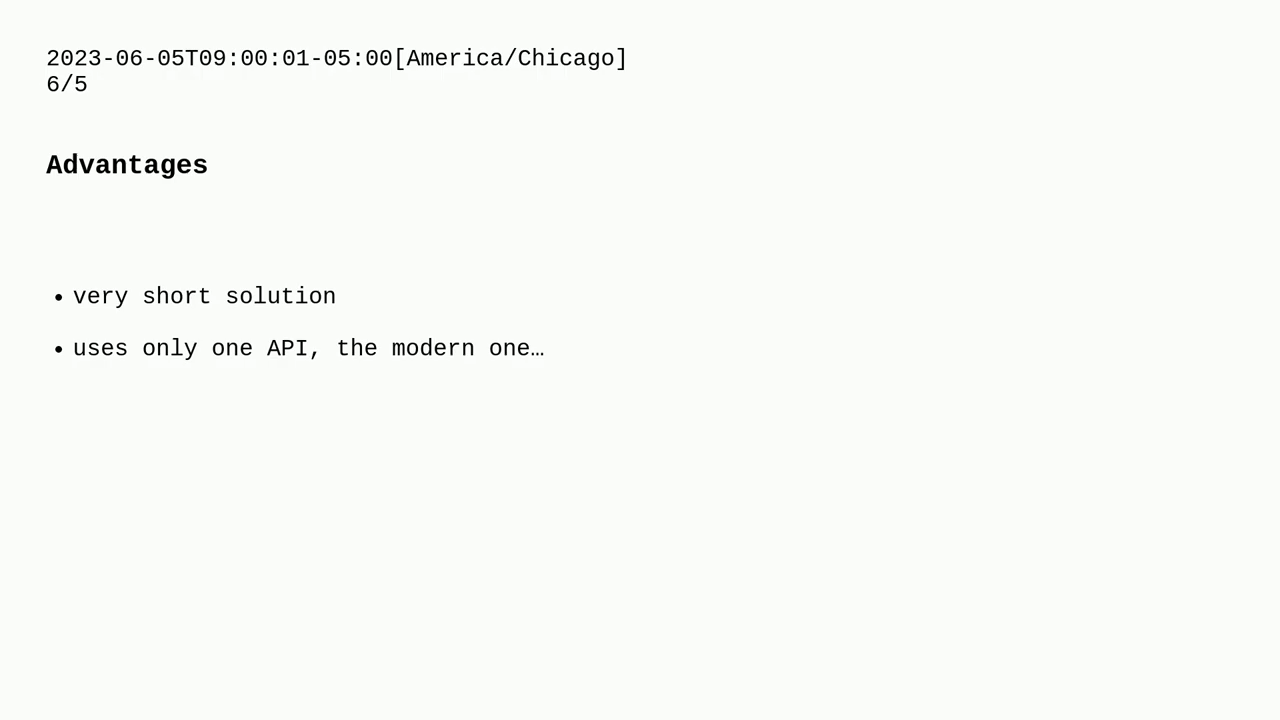 2023-06-05T09:00:01-05:00[America/Chicago]
6/5
Advantages
• very short solution
• uses only one API, the modern one…